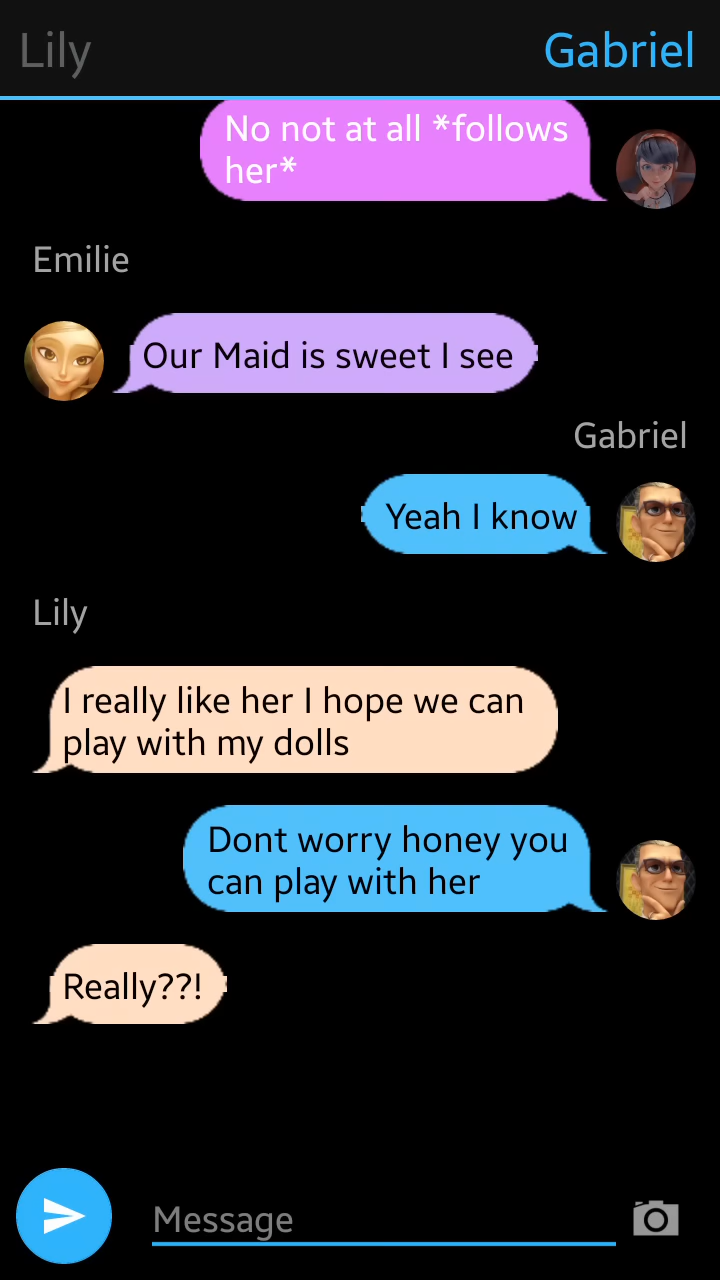 Lily
Gabriel
No not at all *follows
her*
Emilie
Our Maid is sweet I see
Gabriel
Yeah I know
Lily
I really like her I hope we can
play with my dolls
Dont worry honey you
can play with her
Really??!
Message